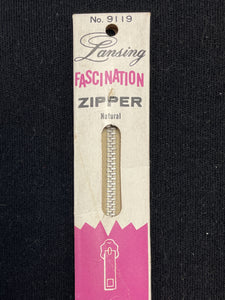 No. 9119
Lansing
FASCINATION
ZIPPER
Natural